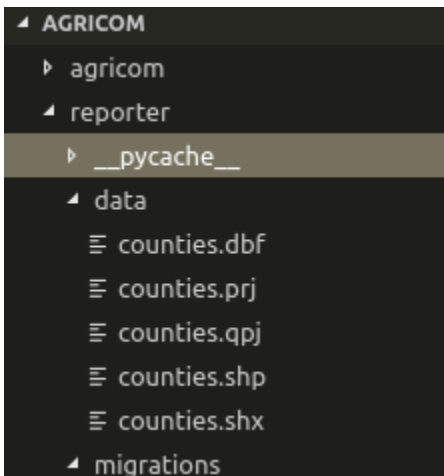 AGRICOM
agricom
reporter
__pycache__
data
counties.dbf
counties.prj
counties.qpj
counties.shp
counties.shx
migrations